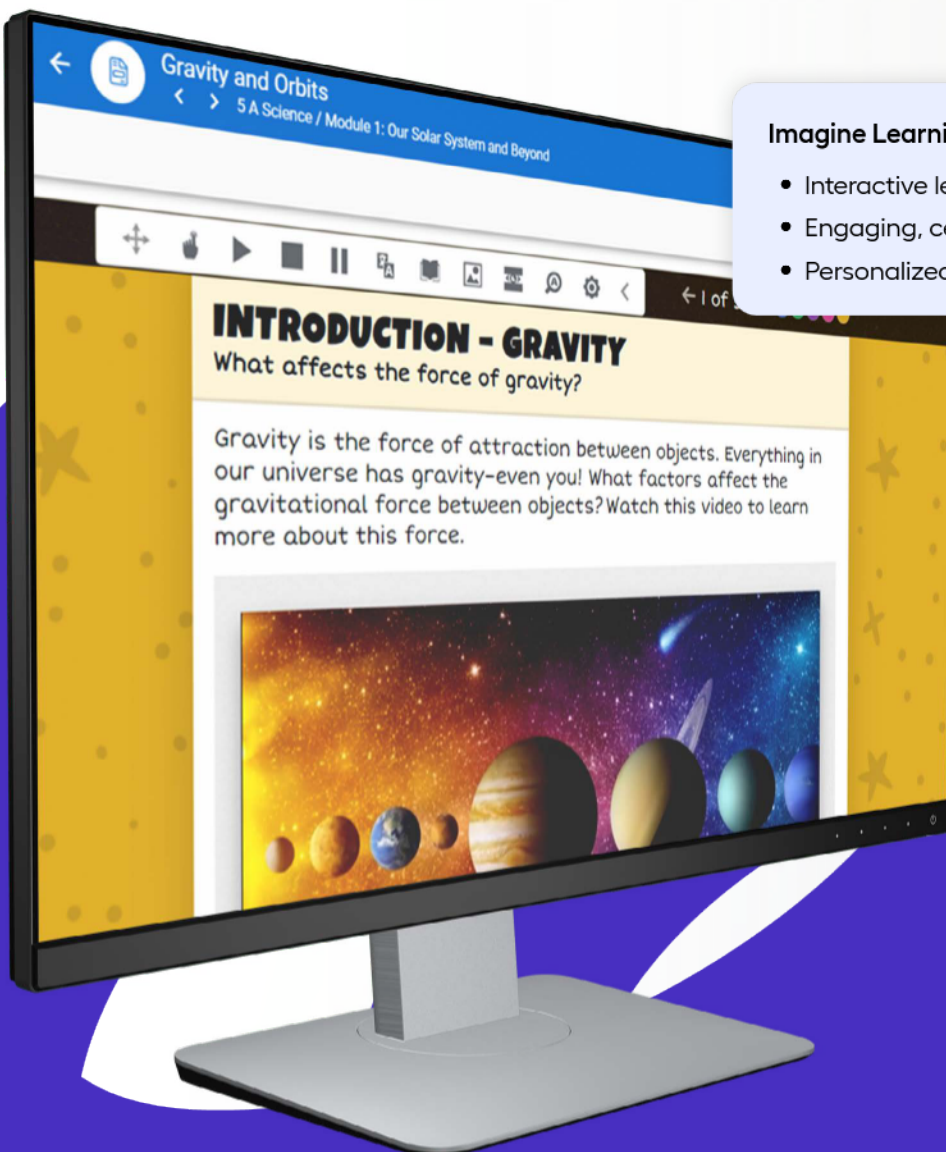 Gravity and Orbits
5 A Science / Module 1: Our Solar System and Beyond
Imagine
Interactive
Engaging,
Personalized
1 of
INTRODUCTION - GRAVITY
What affects the force of gravity?
Gravity is the force of attraction between objects. Everything in
our universe has gravity-even you! What factors affect the
gravitational force between objects? Watch this video to learn
more about this force.